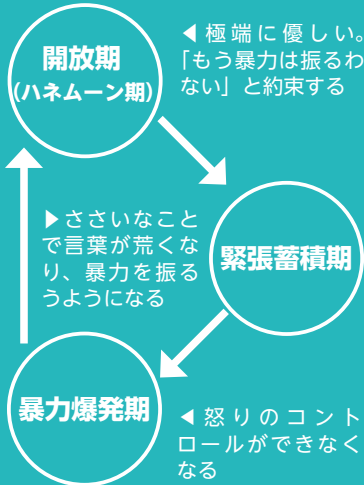 開放期
(ハネムーン期)
◀極端に優しい。
「もう暴力は振るわ
ない」と約束する
▶ささいなこと
で言葉が荒くな
り、暴力を振る
うようになる
緊張蓄積期
暴力爆発期
◀怒りのコント
ロールができなく
なる